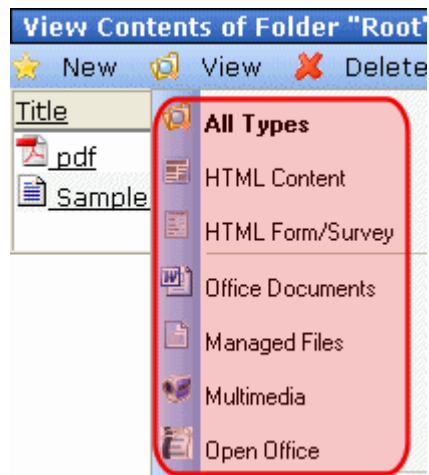 View Contents of Folder "Root"
New View Delete
Title
All Types
pdf
HTML Content
Sample
HTML Form/Survey
Office Documents
Managed Files
Multimedia
Open Office